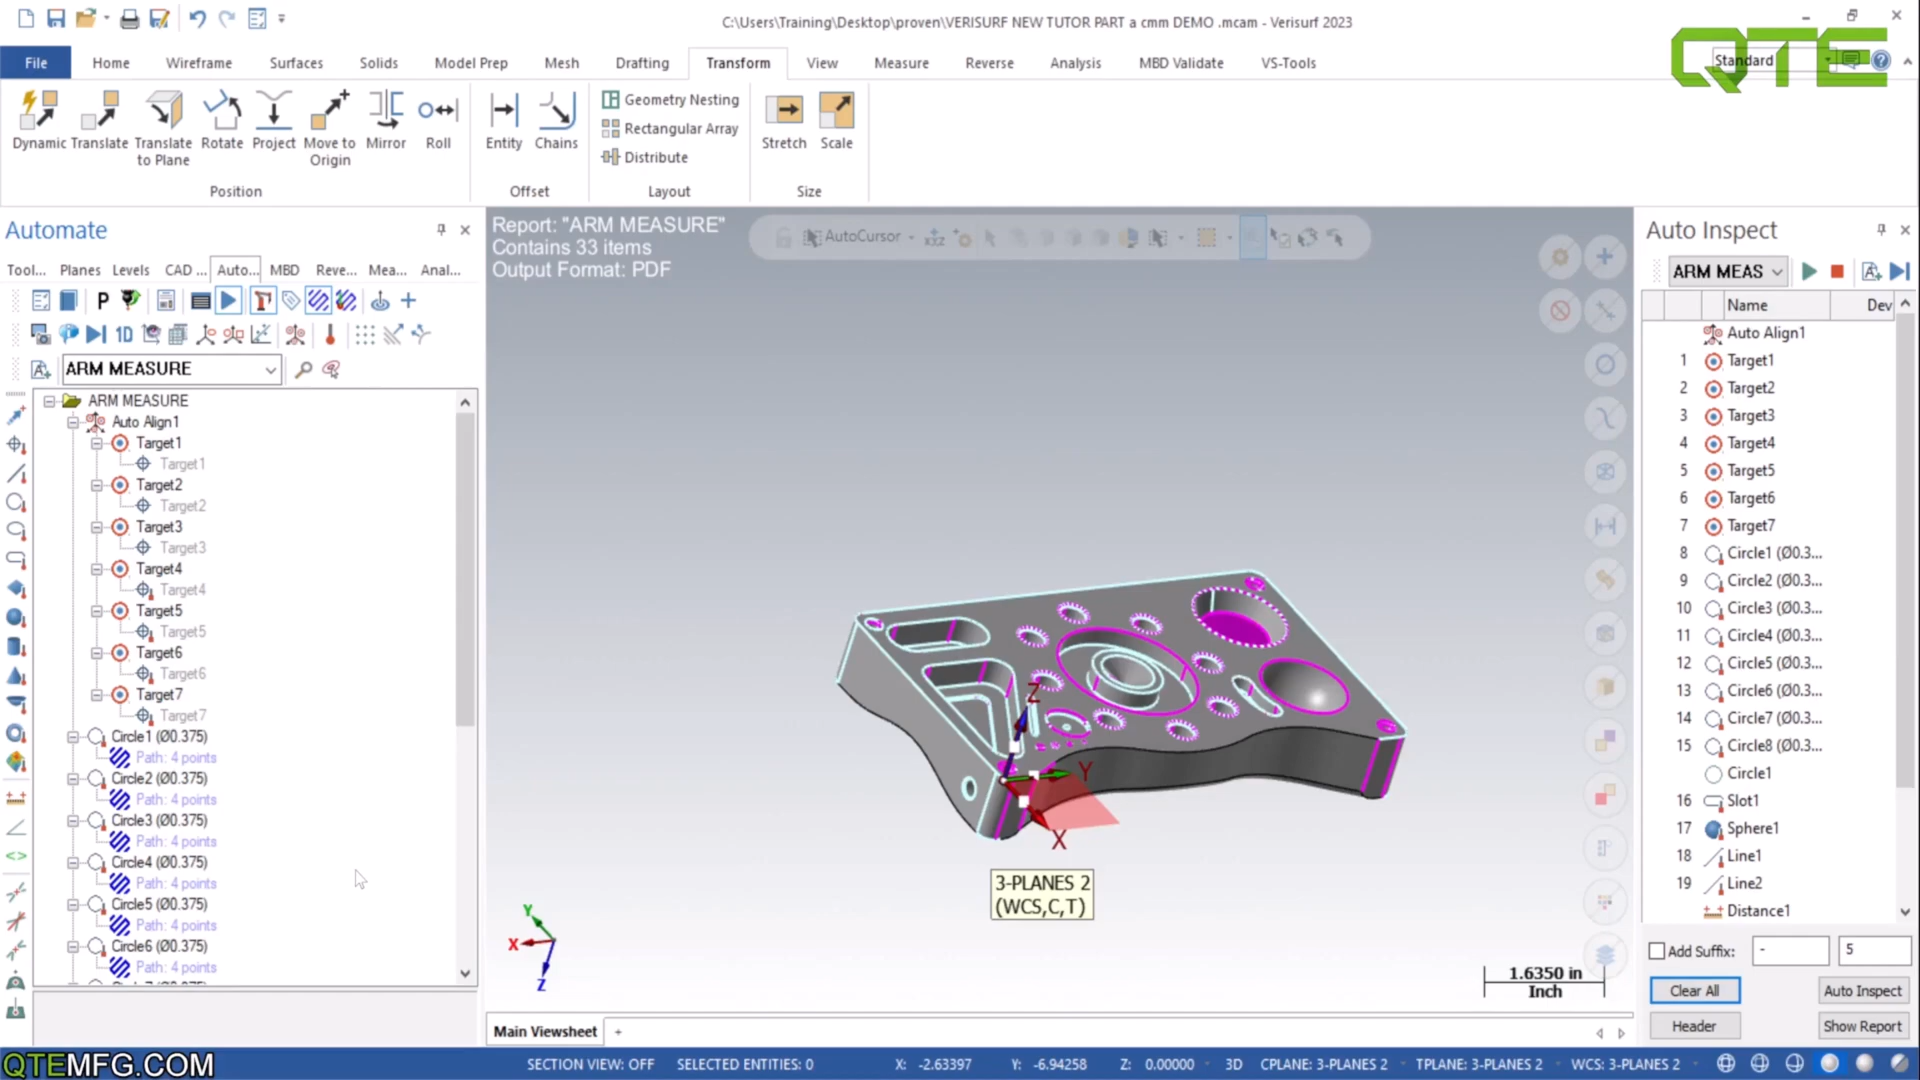 C:\Users\Training\Desktop\proven\VERISURF NEW TUTOR PART a cmm DEMO .mcam - Verisurf 2023
File Home Wireframe Surfaces Solids Model Prep Mesh Drafting Transform View Measure Reverse Analysis MBD Validate VS-Tools
Standard
QTE
Dynamic Translate Translate to Plane Rotate Project Move to Origin Mirror Roll
Position
Entity Chains
Offset
Geometry Nesting
Rectangular Array
Distribute
Layout
Stretch Scale
Size
Automate
Tool... Planes Levels CAD ... Auto... MBD Reve... Mea... Anal...
P
1D
ARM MEASURE
ARM MEASURE
Auto Align1
Target1
Target1
Target2
Target2
Target3
Target3
Target4
Target4
Target5
Target5
Target6
Target6
Target7
Target7
Circle1 (Ø0.375)
Path: 4 points
Circle2 (Ø0.375)
Path: 4 points
Circle3 (Ø0.375)
Path: 4 points
Circle4 (Ø0.375)
Path: 4 points
Circle5 (Ø0.375)
Path: 4 points
Circle6 (Ø0.375)
Path: 4 points
Report: "ARM MEASURE"
Contains 33 items
Output Format: PDF
AutoCursor
Z
Y
X
3-PLANES 2
(WCS,C,T)
Y
X
Z
1.6350 in
Inch
Main Viewsheet +
Auto Inspect
ARM MEAS
Name Dev
Auto Align1
1 Target1
2 Target2
3 Target3
4 Target4
5 Target5
6 Target6
7 Target7
8 Circle1 (Ø0.3...
9 Circle2 (Ø0.3...
10 Circle3 (Ø0.3...
11 Circle4 (Ø0.3...
12 Circle5 (Ø0.3...
13 Circle6 (Ø0.3...
14 Circle7 (Ø0.3...
15 Circle8 (Ø0.3...
Circle1
16 Slot1
17 Sphere1
18 Line1
19 Line2
Distance1
Add Suffix: - 5
Clear All Auto Inspect
Header Show Report
QTEMFG.COM
SECTION VIEW: OFF SELECTED ENTITIES: 0 X: -2.63397 Y: -6.94258 Z: 0.00000 3D CPLANE: 3-PLANES 2 TPLANE: 3-PLANES 2 WCS: 3-PLANES 2